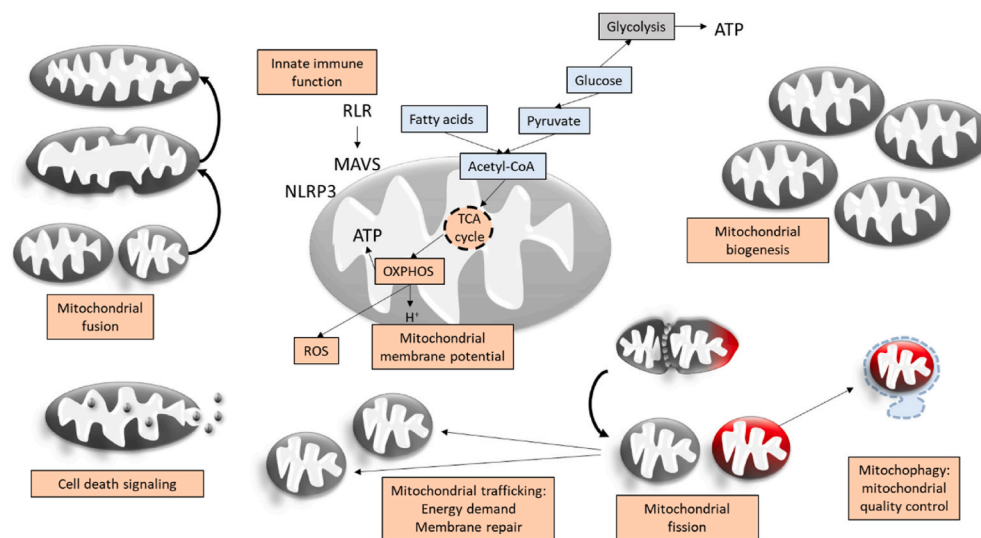 Glycolysis
ATP
Innate immune
function
Glucose
RLR
Fatty acids
Pyruvate
MAVS
Acetyl-CoA
NLRP3
TCA
cycle
ATP
OXPHOS
H⁺
ROS
Mitochondrial
membrane potential
Mitochondrial
fusion
Mitochondrial
biogenesis
Cell death signaling
Mitochondrial trafficking:
Energy demand
Membrane repair
Mitochondrial
fission
Mitochophagy:
mitochondrial
quality control